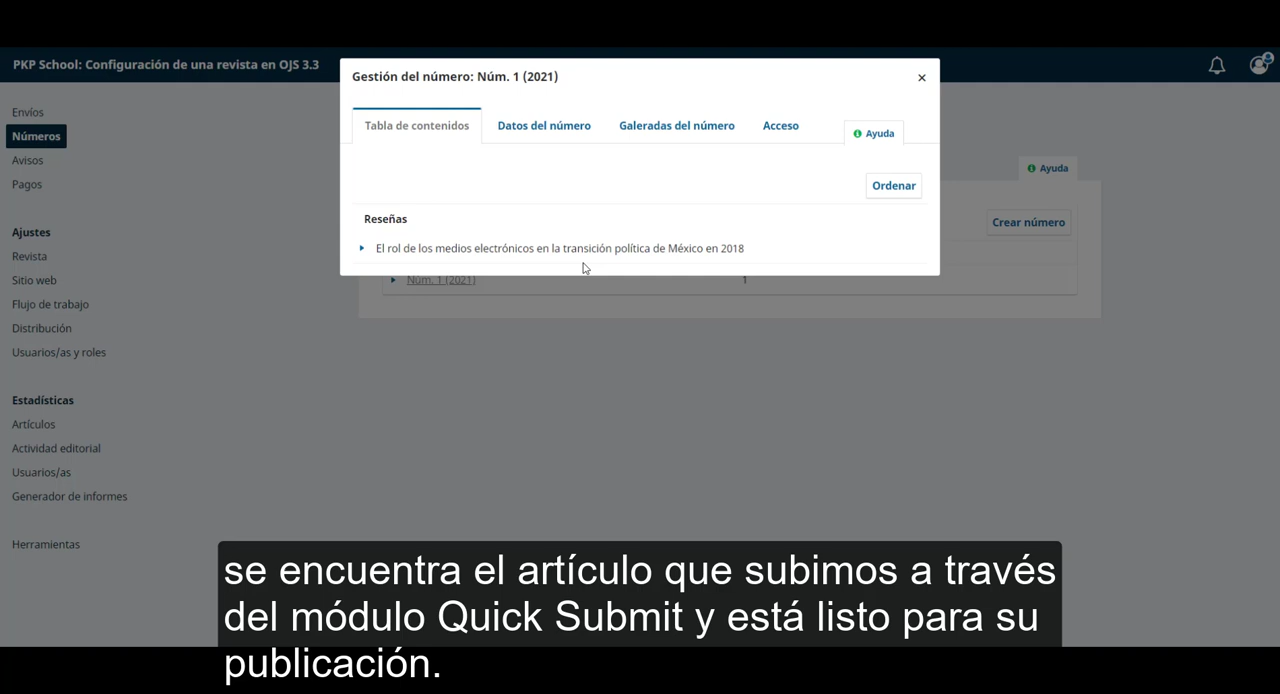 PKP School: Configuración de una revista en OJS 3.3
Envíos
Números
Avisos
Pagos
Ajustes
Revista
Sitio web
Flujo de trabajo
Distribución
Usuarios/as y roles
Estadísticas
Artículos
Actividad editorial
Usuarios/as
Generador de informes
Herramientas
Gestión del número: Núm. 1 (2021)
×
Tabla de contenidos
Datos del número
Galeradas del número
Acceso
Ayuda
Ordenar
Reseñas
El rol de los medios electrónicos en la transición política de México en 2018
Ayuda
Crear número
Núm. 1 (2021) 1
se encuentra el artículo que subimos a través
del módulo Quick Submit y está listo para su
publicación.